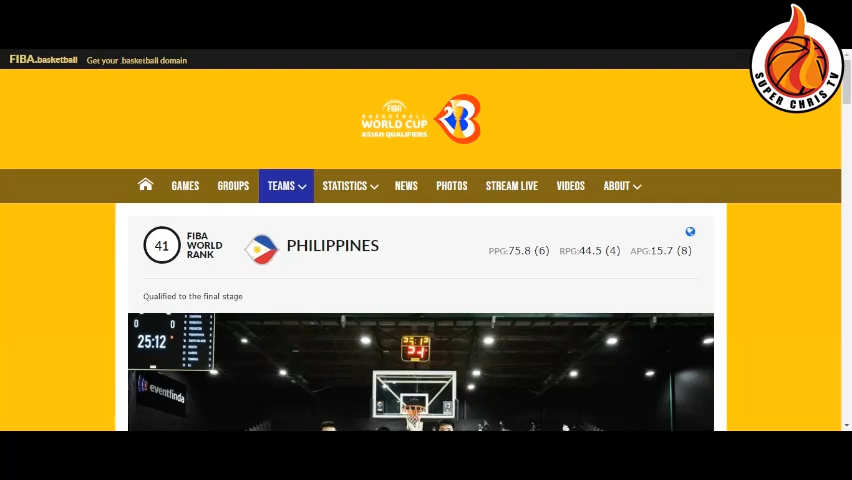 FIBA.basketball Get your .basketball domain
SUPER CHRIS TV
FIBA
BASKETBALL
WORLD CUP
ASIAN QUALIFIERS
GAMES GROUPS TEAMS STATISTICS NEWS PHOTOS STREAM LIVE VIDEOS ABOUT
41 FIBA WORLD RANK PHILIPPINES PPG:75.8 (6) RPG:44.5 (4) APG:15.7 (8)
Qualified to the final stage
0 0
25:12
25:12
eventfinda